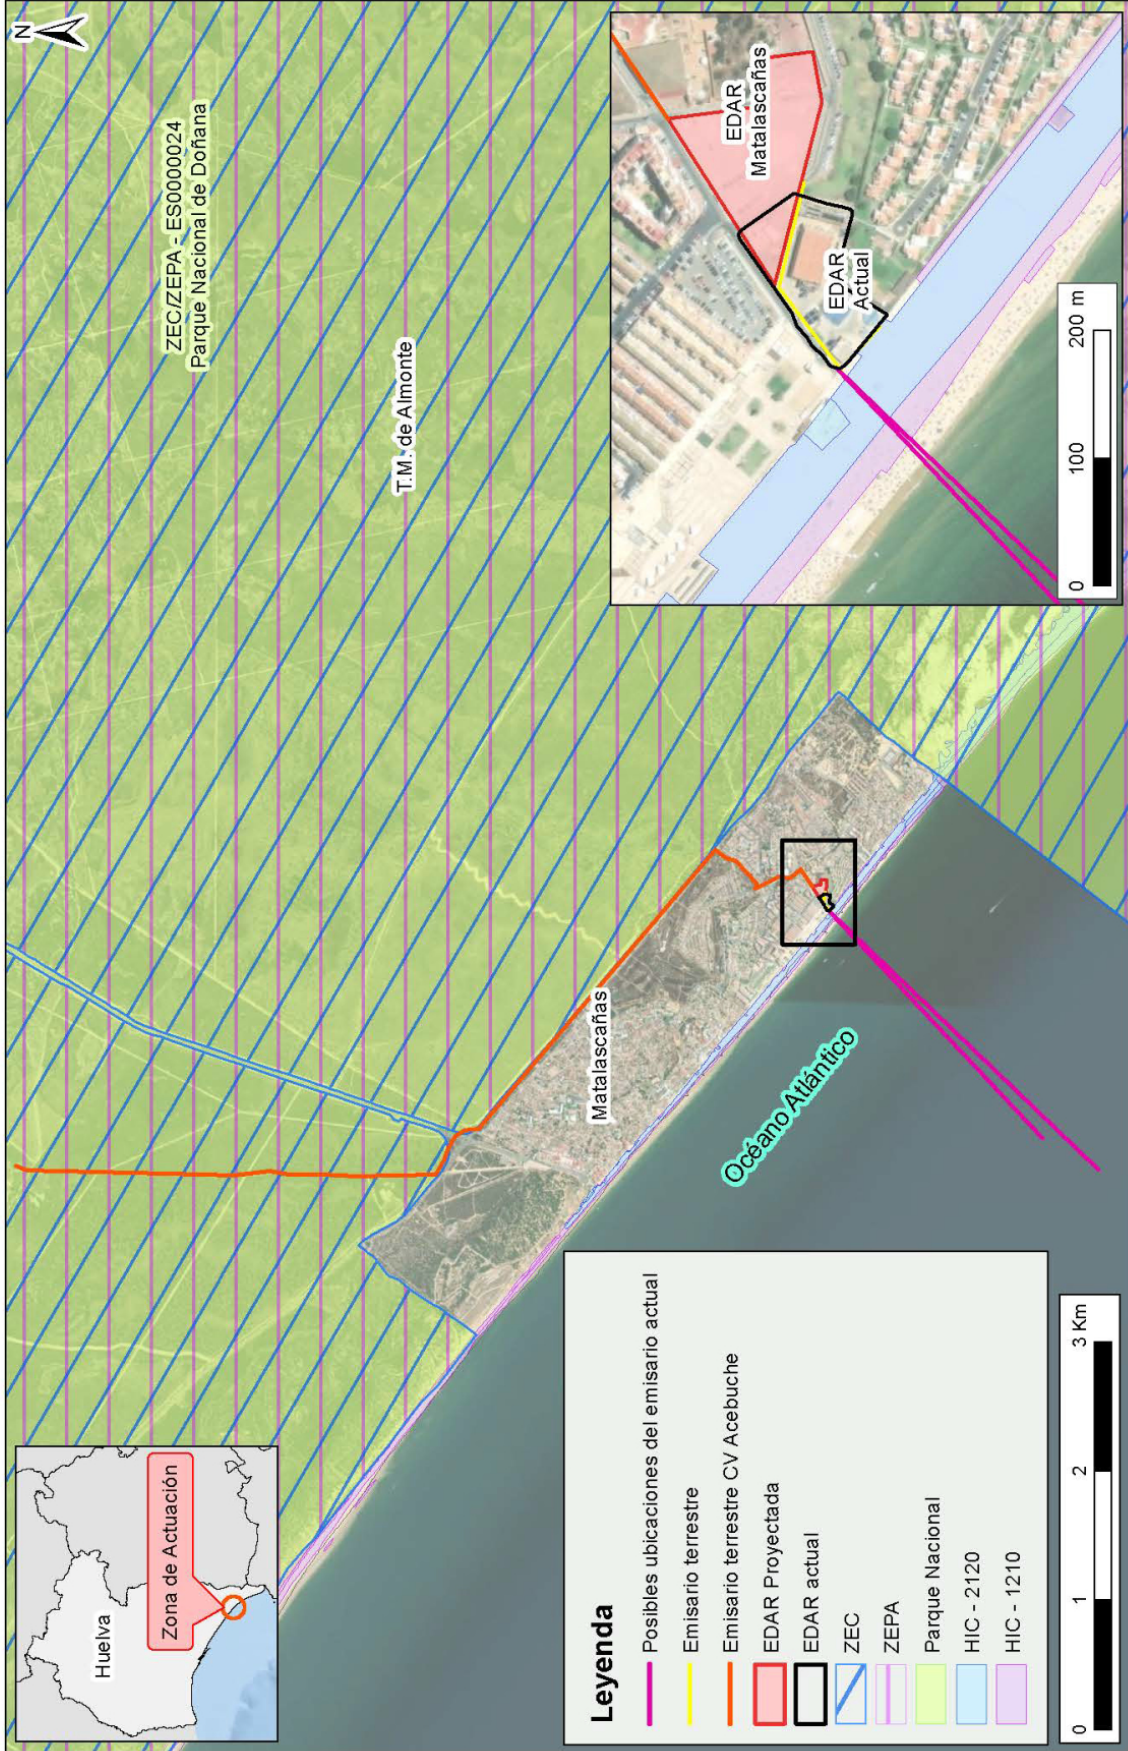 N
ZEC/ZEPA - ES0000024
Parque Nacional de Doñana
T.M. de Almonte
Matalascañas
Océano Atlántico
Huelva
Zona de Actuación
EDAR
Matalascañas
EDAR
Actual
0 100 200 m
Leyenda
Posibles ubicaciones del emisario actual
Emisario terrestre
Emisario terrestre CV Acebuche
EDAR Proyectada
EDAR actual
ZEC
ZEPA
Parque Nacional
HIC - 2120
HIC - 1210
0 1 2 3 Km